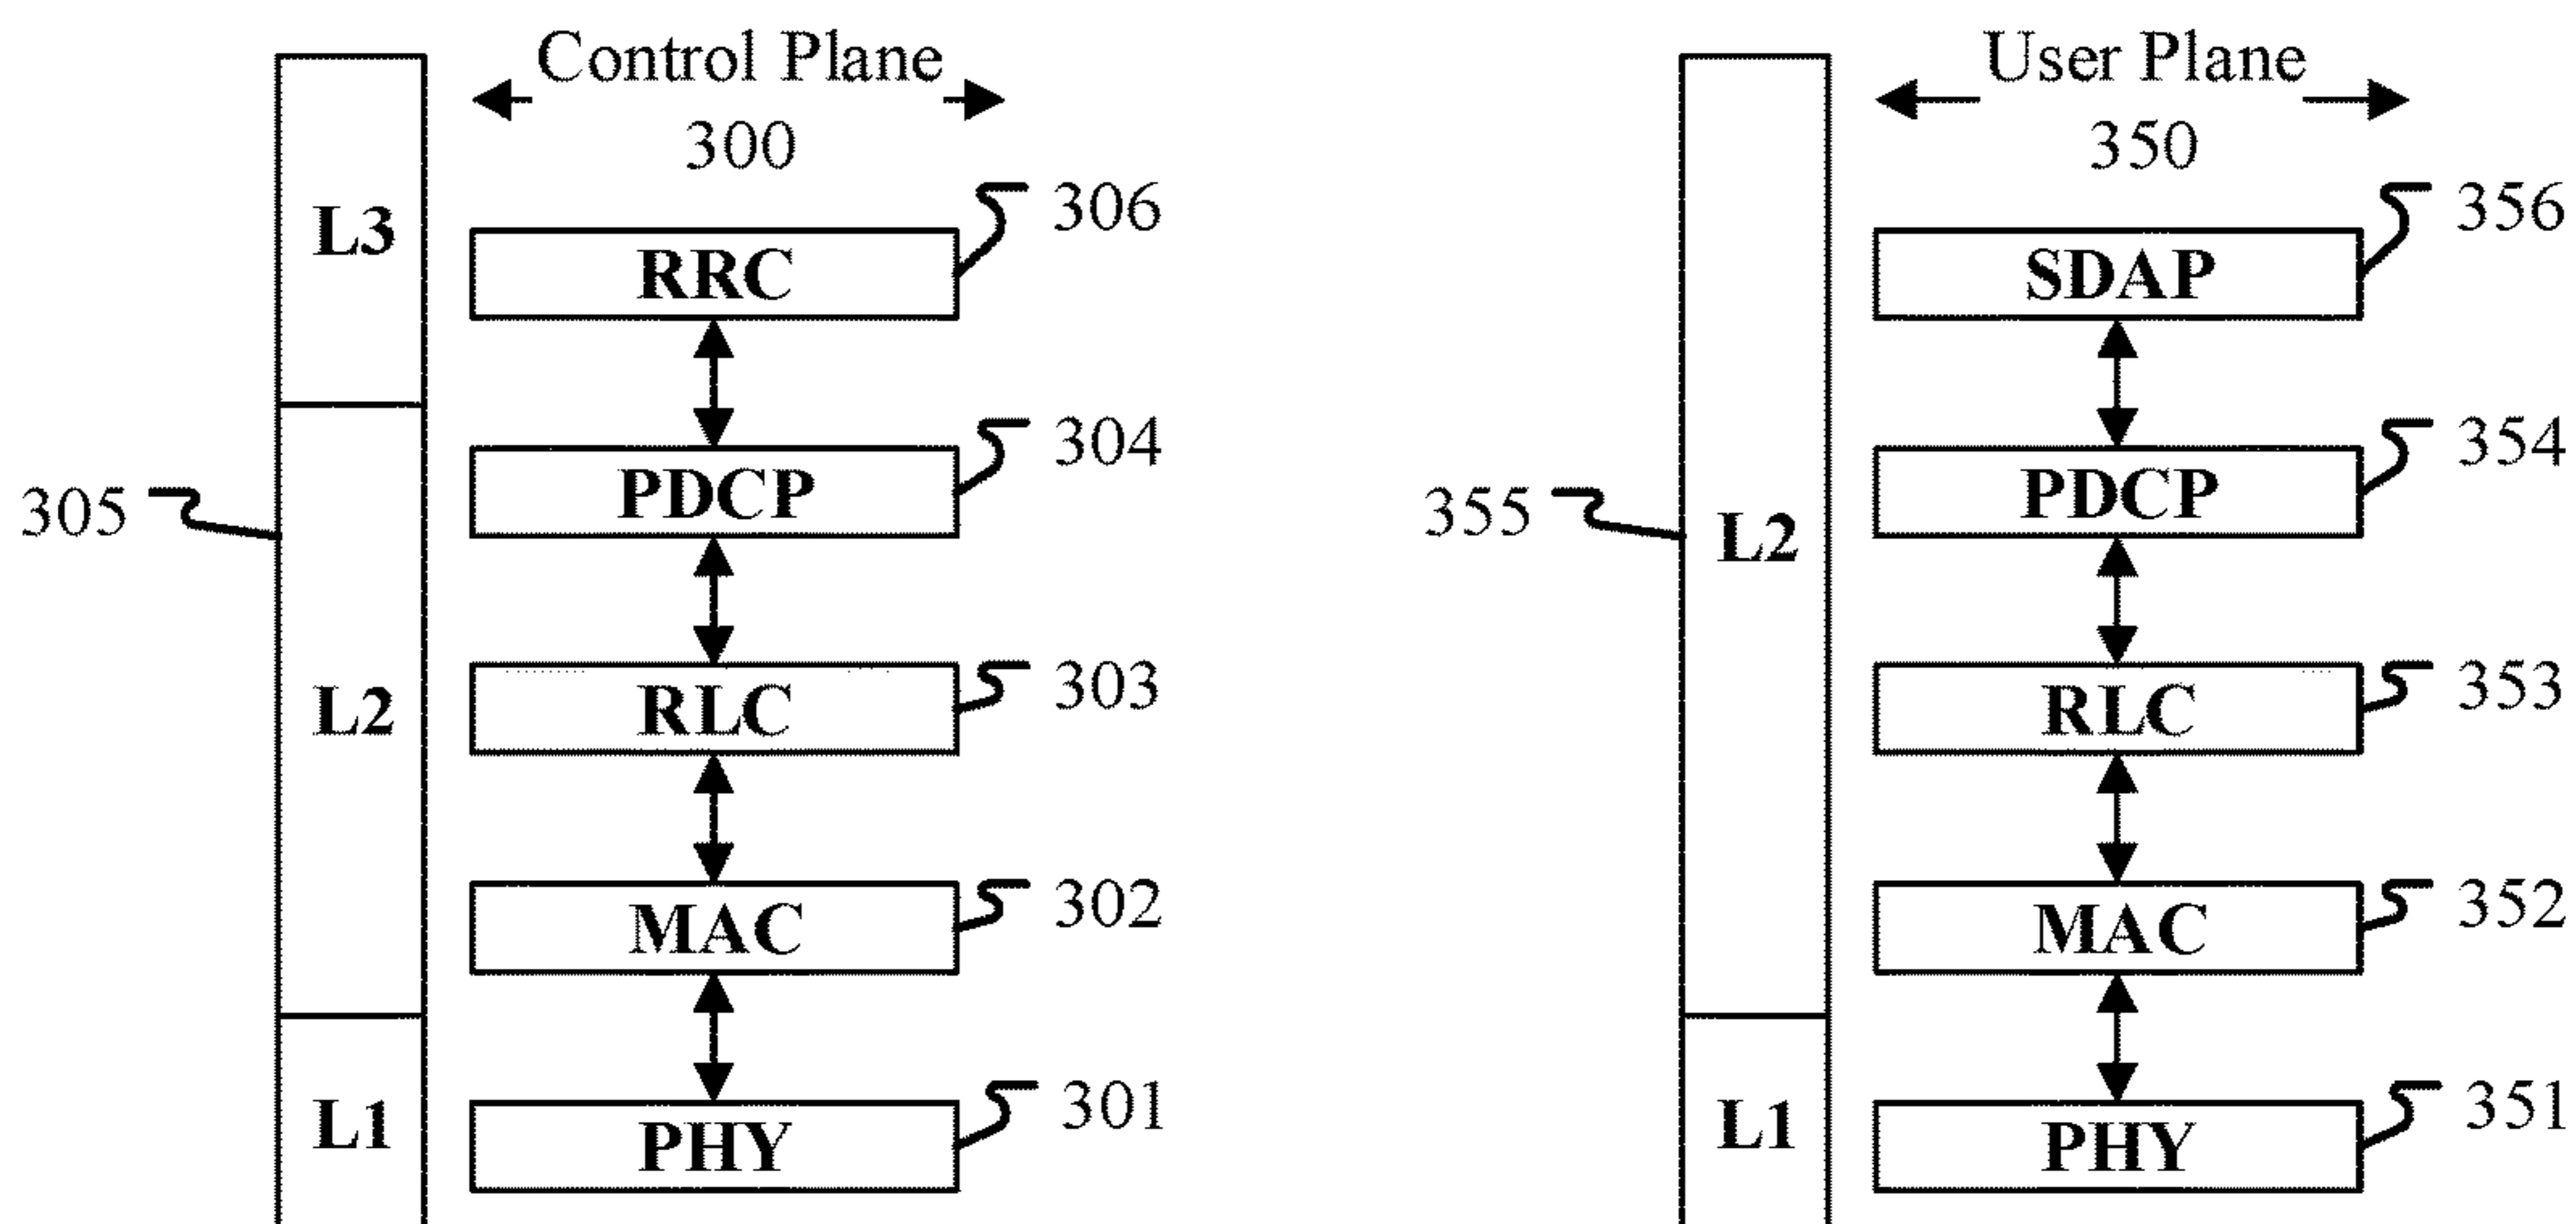 Control Plane
300
L3
306
RRC
304
PDCP
305
L2
303
RLC
302
MAC
L1
301
PHY
User Plane
350
356
SDAP
354
PDCP
355
L2
353
RLC
352
MAC
L1
351
PHY